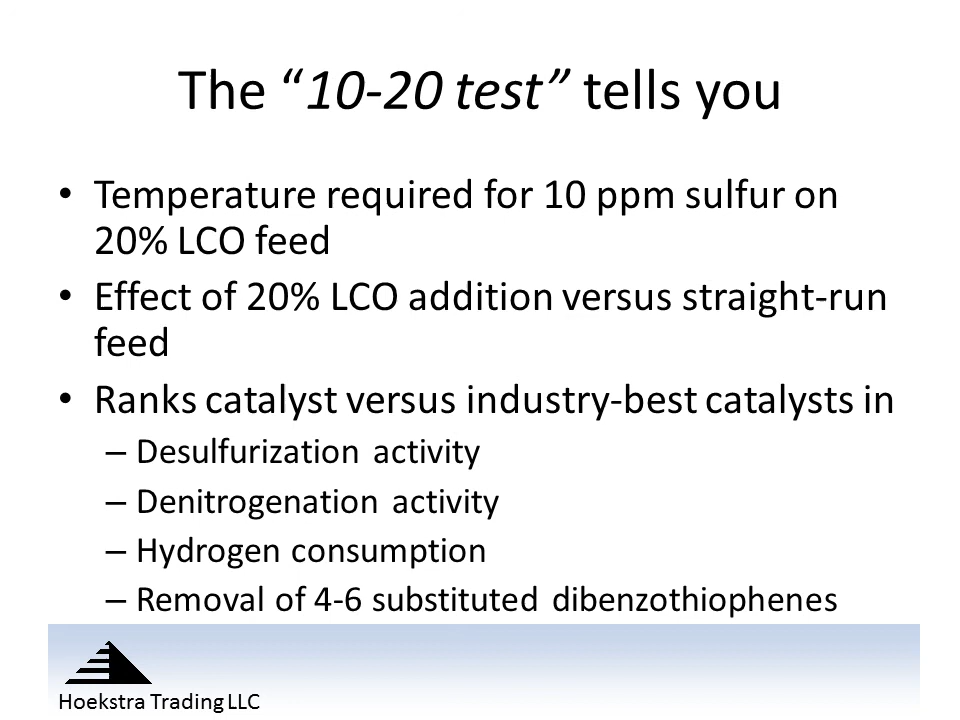 The “10-20 test” tells you
• Temperature required for 10 ppm sulfur on
20% LCO feed
• Effect of 20% LCO addition versus straight-run
feed
• Ranks catalyst versus industry-best catalysts in
– Desulfurization activity
– Denitrogenation activity
– Hydrogen consumption
– Removal of 4-6 substituted dibenzothiophenes
Hoekstra Trading LLC